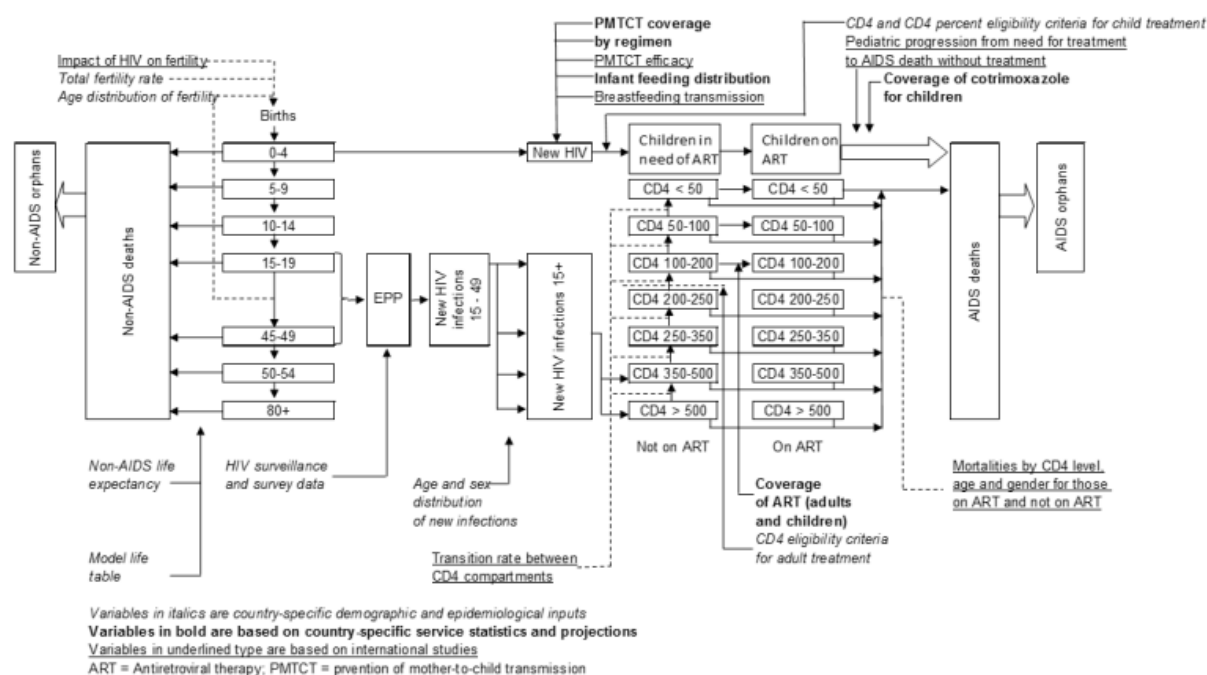 PMTCT coverage
by regimen
PMTCT efficacy
Infant feeding distribution
Breastfeeding transmission
CD4 and CD4 percent eligibility criteria for child treatment
Pediatric progression from need for treatment
to AIDS death without treatment
Coverage of cotrimoxazole
for children
Impact of HIV on fertility
Total fertility rate
Age distribution of fertility
Births
Non-AIDS orphans
Non-AIDS deaths
0-4
5-9
10-14
15-19
45-49
50-54
80+
EPP
New HIV
infections
15 - 49
New HIV infections 15+
New HIV
Children in
need of ART
Children on
ART
CD4 < 50
CD4 < 50
CD4 50-100
CD4 50-100
CD4 100-200
CD4 100-200
CD4 200-250
CD4 200-250
CD4 250-350
CD4 250-350
CD4 350-500
CD4 350-500
CD4 > 500
CD4 > 500
Not on ART
On ART
AIDS deaths
AIDS orphans
Non-AIDS life
expectancy
Model life
table
HIV surveillance
and survey data
Age and sex
distribution
of new infections
Transition rate between
CD4 compartments
Coverage
of ART (adults
and children)
CD4 eligibility criteria
for adult treatment
Mortalities by CD4 level,
age and gender for those
on ART and not on ART
Variables in italics are country-specific demographic and epidemiological inputs
Variables in bold are based on country-specific service statistics and projections
Variables in underlined type are based on international studies
ART = Antiretroviral therapy; PMTCT = prvention of mother-to-child transmission